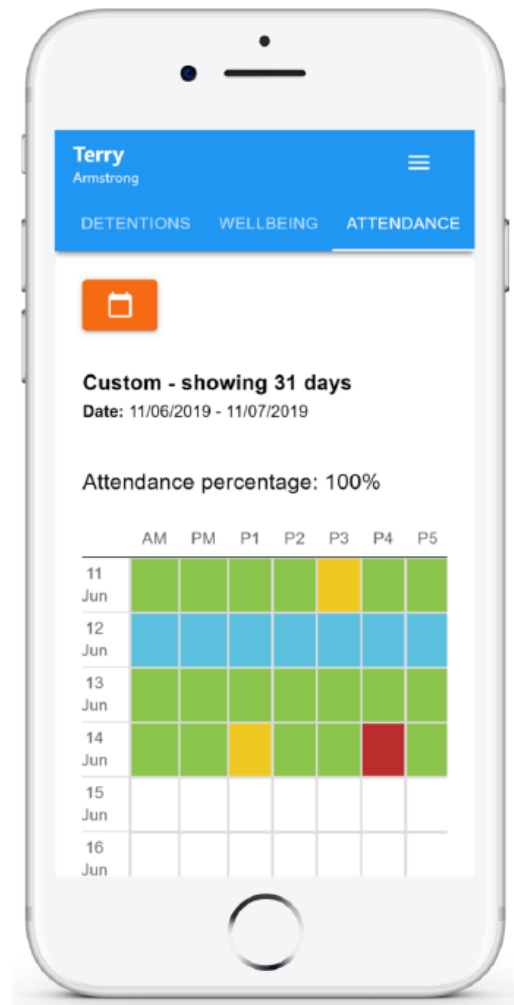 Terry
Armstrong
DETENTIONS WELLBEING ATTENDANCE
Custom - showing 31 days
Date: 11/06/2019 - 11/07/2019
Attendance percentage: 100%
AM PM P1 P2 P3 P4 P5
11
Jun
12
Jun
13
Jun
14
Jun
15
Jun
16
Jun